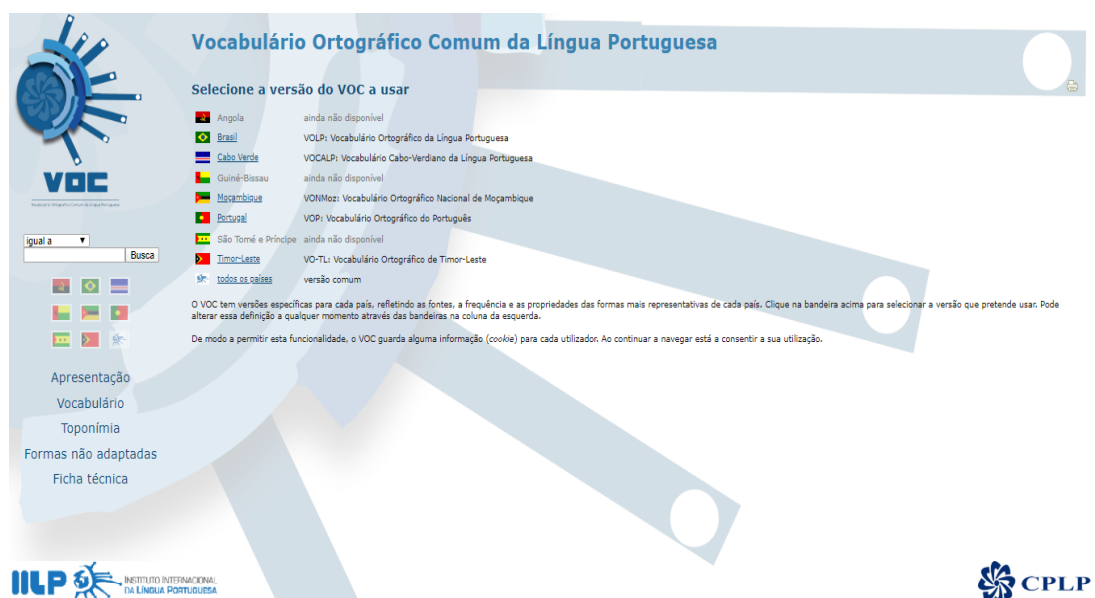 Vocabulário Ortográfico Comum da Língua Portuguesa
Selecione a versão do VOC a usar
Angola ainda não disponível
Brasil VOLP: Vocabulário Ortográfico da Língua Portuguesa
Cabo Verde VOCALP: Vocabulário Cabo-Verdiano da Língua Portuguesa
Guiné-Bissau ainda não disponível
Moçambique VONMoz: Vocabulário Ortográfico Nacional de Moçambique
Portugal VOP: Vocabulário Ortográfico do Português
São Tomé e Príncipe ainda não disponível
Timor-Leste VO-TL: Vocabulário Ortográfico de Timor-Leste
todos os países versão comum
O VOC tem versões específicas para cada país, refletindo as fontes, a frequência e as propriedades das formas mais representativas de cada país. Clique na bandeira acima para selecionar a versão que pretende usar. Pode
alterar essa definição a qualquer momento através das bandeiras na coluna da esquerda.
De modo a permitir esta funcionalidade, o VOC guarda alguma informação (cookie) para cada utilizador. Ao continuar a navegar está a consentir a sua utilização.
VOC
Vocabulário Ortográfico Comum da Língua Portuguesa
igual a
Busca
Apresentação
Vocabulário
Toponímia
Formas não adaptadas
Ficha técnica
IILP
INSTITUTO INTERNACIONAL
DA LÍNGUA PORTUGUESA
CPLP